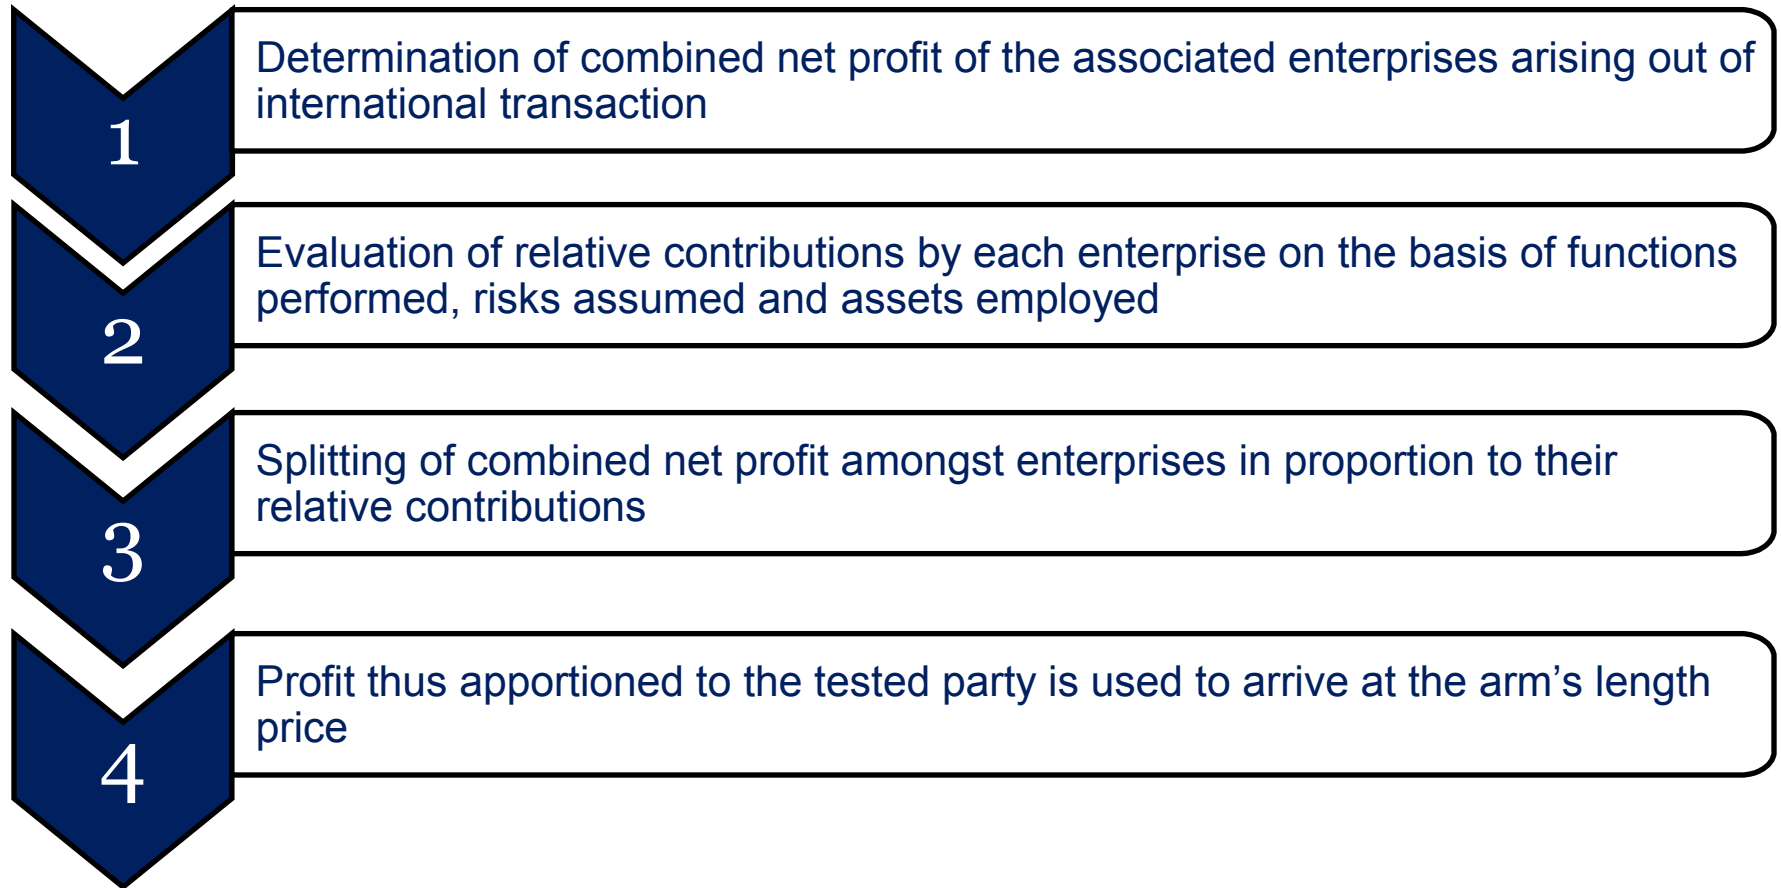 1
Determination of combined net profit of the associated enterprises arising out of
international transaction
2
Evaluation of relative contributions by each enterprise on the basis of functions
performed, risks assumed and assets employed
3
Splitting of combined net profit amongst enterprises in proportion to their
relative contributions
4
Profit thus apportioned to the tested party is used to arrive at the arm’s length
price